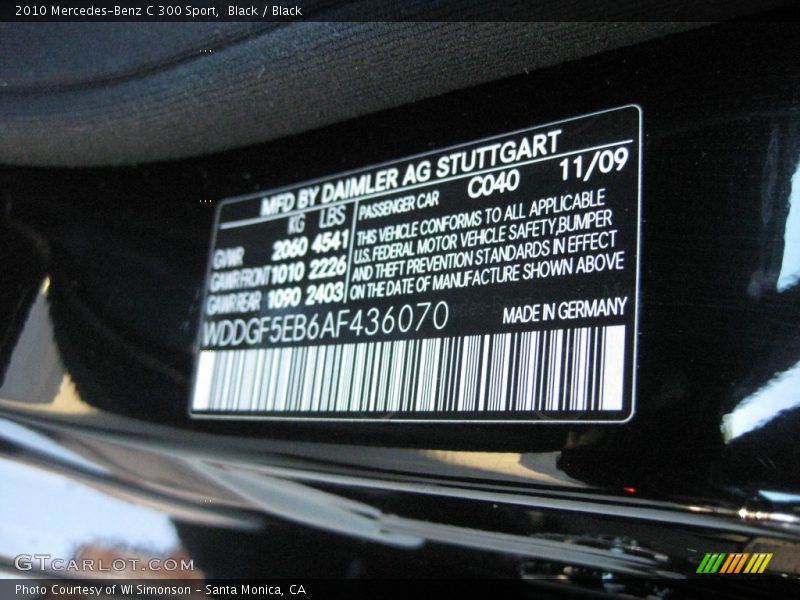 2010 Mercedes-Benz C 300 Sport,  Black / Black
MFD BY DAIMLER AG STUTTGART
KG LBS
GVWR 2060 4541
GAWR FRONT 1010 2226
GAWR REAR 1090 2403
PASSENGER CAR C040 11/09
THIS VEHICLE CONFORMS TO ALL APPLICABLE
U.S. FEDERAL MOTOR VEHICLE SAFETY, BUMPER
AND THEFT PREVENTION STANDARDS IN EFFECT
ON THE DATE OF MANUFACTURE SHOWN ABOVE
WDDGF5EB6AF436070 MADE IN GERMANY
GTCARLOT.COM
Photo Courtesy of WI Simonson - Santa Monica, CA